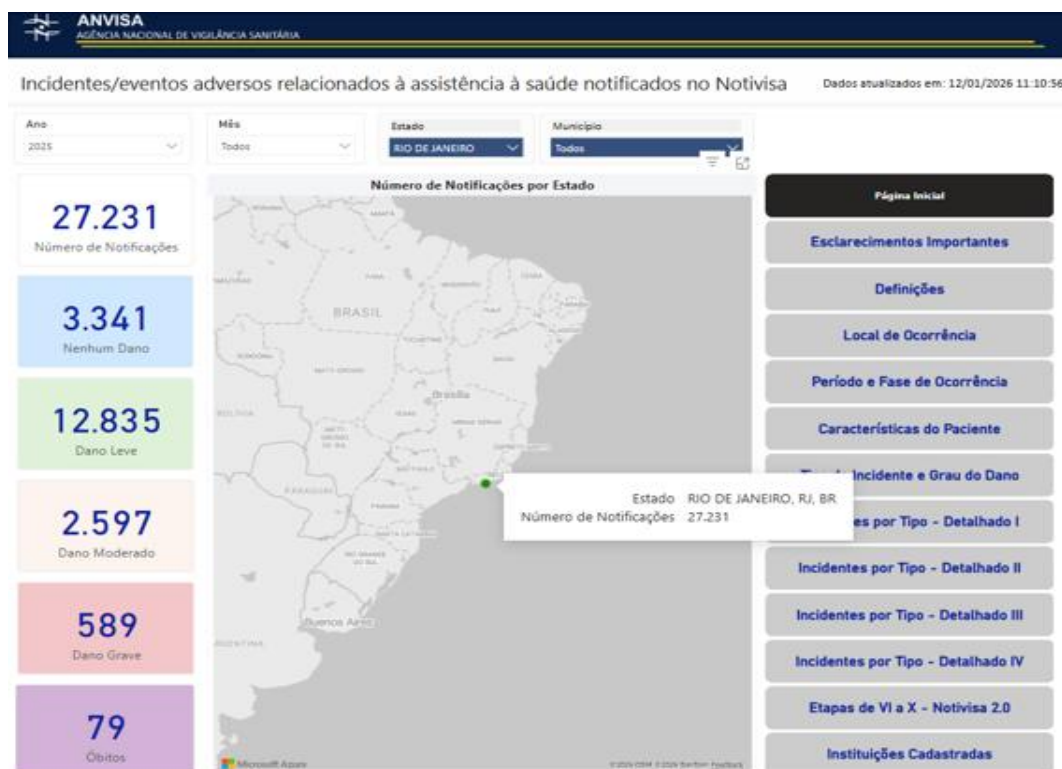 ANVISA
AGÊNCIA NACIONAL DE VIGILÂNCIA SANITÁRIA
Incidentes/eventos adversos relacionados à assistência à saúde notificados no Notivisa
Dados atualizados em: 12/01/2026 11:10:56
Ano
2025
Mês
Todos
Estado
RIO DE JANEIRO
Município
Todos
27.231
Número de Notificações
3.341
Nenhum Dano
12.835
Dano Leve
2.597
Dano Moderado
589
Dano Grave
79
Óbitos
Número de Notificações por Estado
BRASIL
Brasília
MINAS GERAIS
PARAGUAI
Buenos Aires
ARGENTINA
Estado RIO DE JANEIRO, RJ, BR
Número de Notificações 27.231
Microsoft Azure
Página Inicial
Esclarecimentos Importantes
Definições
Local de Ocorrência
Período e Fase de Ocorrência
Características do Paciente
Incidente e Grau do Dano
por Tipo - Detalhado I
Incidentes por Tipo - Detalhado II
Incidentes por Tipo - Detalhado III
Incidentes por Tipo - Detalhado IV
Etapas de VI a X - Notivisa 2.0
Instituições Cadastradas